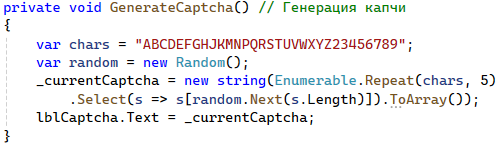 private void GenerateCaptcha() // Генерация капчи
{
    var chars = "ABCDEFGHJKMNPQRSTUVWXYZ23456789";
    var random = new Random();
    _currentCaptcha = new string(Enumerable.Repeat(chars, 5)
        .Select(s => s[random.Next(s.Length)]).ToArray());
    lblCaptcha.Text = _currentCaptcha;
}